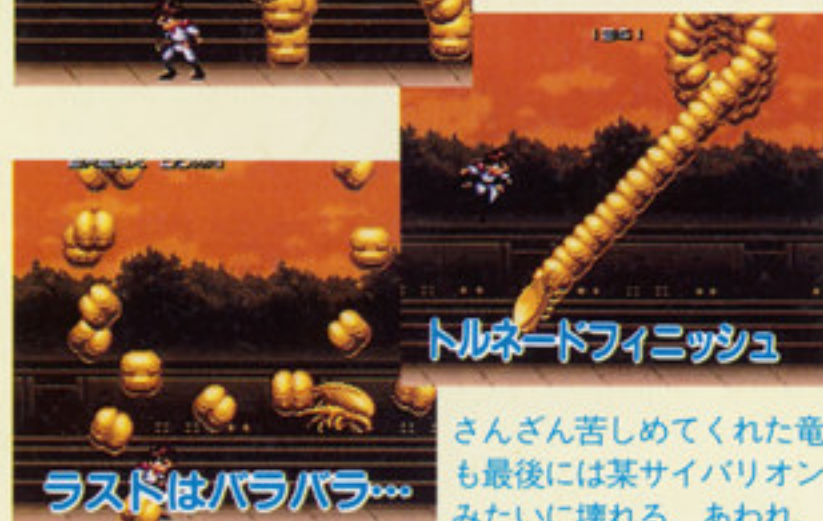 トルネードフィニッシュ
ラストはバラバラ…
さんざん苦しめてくれた竜
も最後には某サイバリオン
みたいに壊れる。あわれ